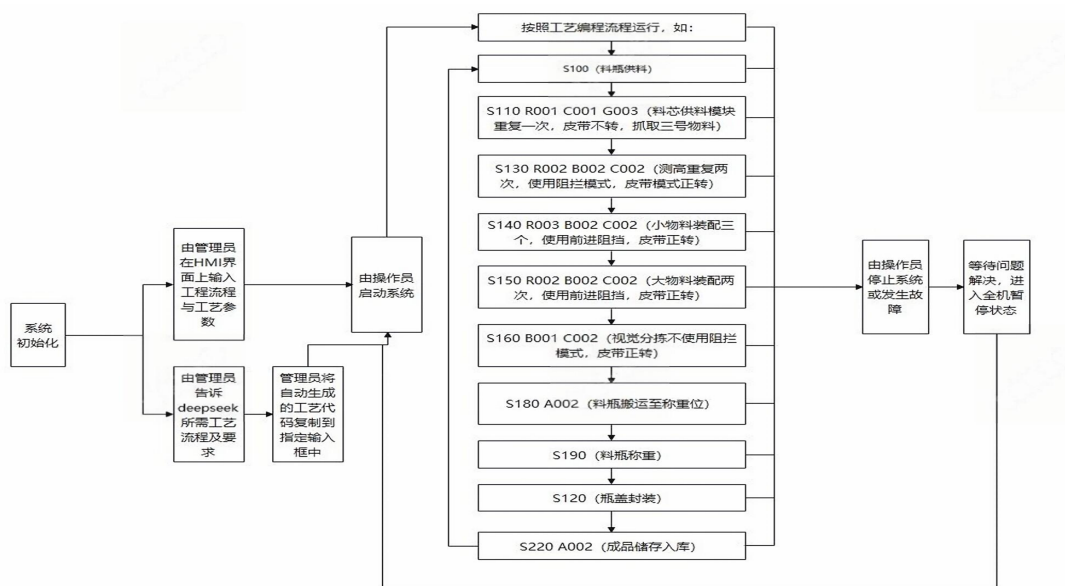 系统
初始化
由管理员
在HMI界
面上输入
工程流程
与工艺参
数
由管理员
告诉
deepseek
所需工艺
流程及要
求
管理员将
自动生成
的工艺代
码复制到
指定输入
框中
由操作员
启动系统
按照工艺编程流程运行，如：
S100（料瓶供料）
S110 R001 C001 G003（料芯供料模块
重复一次，皮带不转，抓取三号物料）
S130 R002 B002 C002（测高重复两
次，使用阻拦模式，皮带模式正转）
S140 R003 B002 C002（小物料装配三
个，使用前进阻挡，皮带正转）
S150 R002 B002 C002（大物料装配两
次，使用前进阻挡，皮带正转）
S160 B001 C002（视觉分拣不使用阻拦
模式，皮带正转）
S180 A002（料瓶搬运至称重位）
S190（料瓶称重）
S120（瓶盖封装）
S220 A002（成品储存入库）
由操作员
停止系统
或发生故
障
等待问题
解决，进
入全机暂
停状态